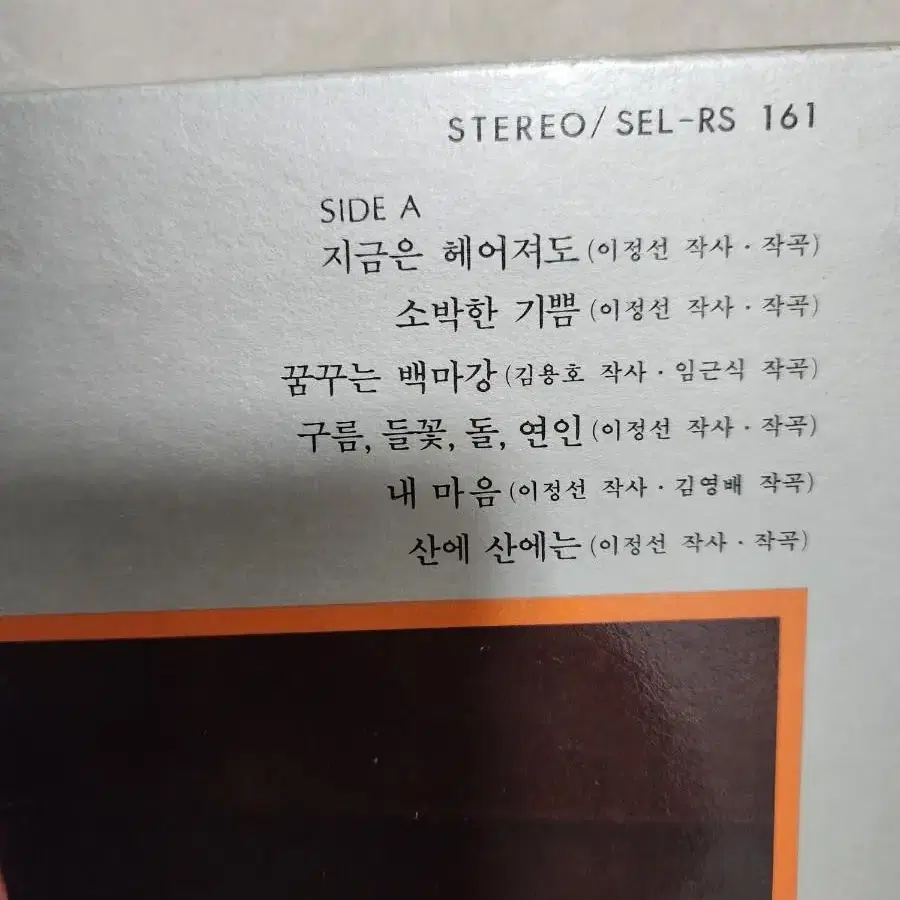 STEREO/SEL-RS 161
SIDE A
지금은 헤어져도(이정선 작사·작곡)
소박한 기쁨(이정선 작사·작곡)
꿈꾸는 백마강(김용호 작사·임근식 작곡)
구름, 들꽃, 돌, 연인(이정선 작사·작곡)
내 마음(이정선 작사·김영배 작곡)
산에 산에는(이정선 작사·작곡)